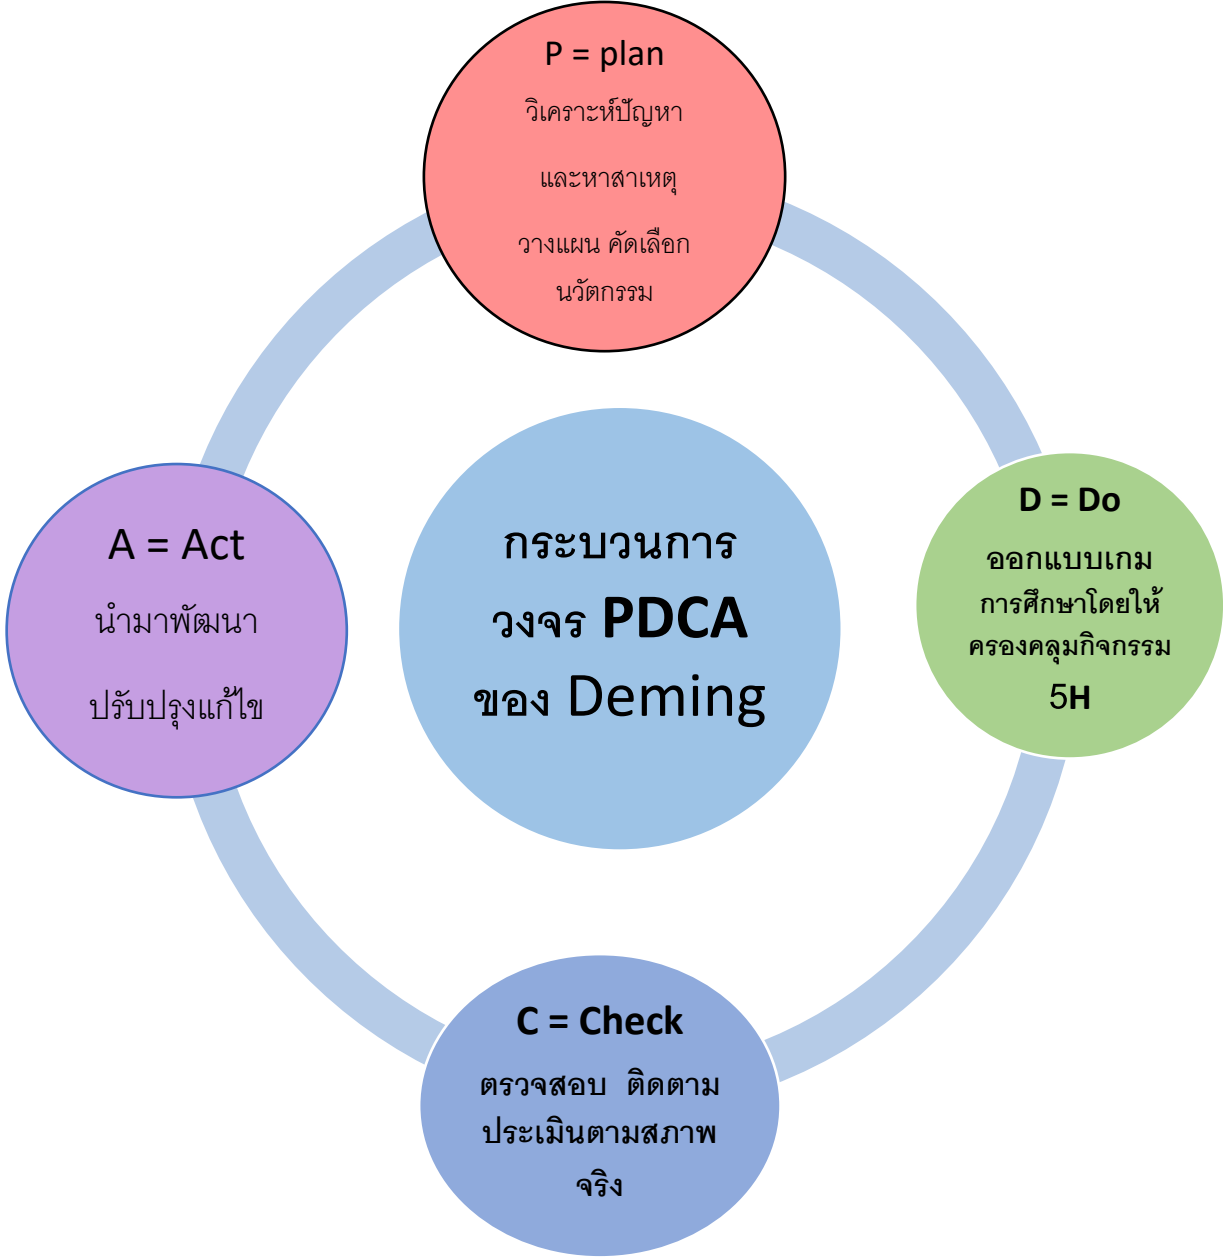 P = plan
วิเคราะห์ปัญหา
และหาสาเหตุ
วางแผน คัดเลือก
นวัตกรรม
D = Do
ออกแบบเกม
การศึกษาโดยให้
ครองคลุมกิจกรรม
5H
กระบวนการ
วงจร PDCA
ของ Deming
A = Act
นำมาพัฒนา
ปรับปรุงแก้ไข
C = Check
ตรวจสอบ ติดตาม
ประเมินตามสภาพ
จริง